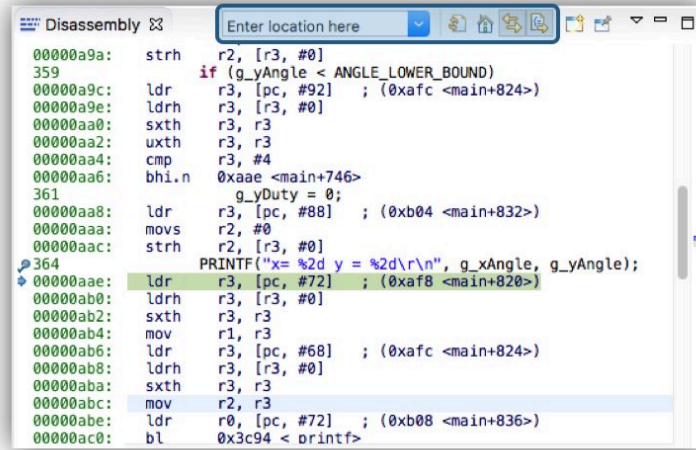 Disassembly
Enter location here
00000a9a: strh r2, [r3, #0]
359 if (g_yAngle < ANGLE_LOWER_BOUND)
00000a9c: ldr r3, [pc, #92] ; (0xafc <main+824>)
00000a9e: ldrh r3, [r3, #0]
00000aa0: sxth r3, r3
00000aa2: uxth r3, r3
00000aa4: cmp r3, #4
00000aa6: bhi.n 0xaae <main+746>
361 g_yDuty = 0;
00000aa8: ldr r3, [pc, #88] ; (0xb04 <main+832>)
00000aaa: movs r2, #0
00000aac: strh r2, [r3, #0]
364 PRINTF("x= %2d y = %2d\r\n", g_xAngle, g_yAngle);
00000aae: ldr r3, [pc, #72] ; (0xaf8 <main+820>)
00000ab0: ldrh r3, [r3, #0]
00000ab2: sxth r3, r3
00000ab4: mov r1, r3
00000ab6: ldr r3, [pc, #68] ; (0xafc <main+824>)
00000ab8: ldrh r3, [r3, #0]
00000aba: sxth r3, r3
00000abc: mov r2, r3
00000abe: ldr r0, [pc, #72] ; (0xb08 <main+836>)
00000ac0: bl 0x3c94 < printf>